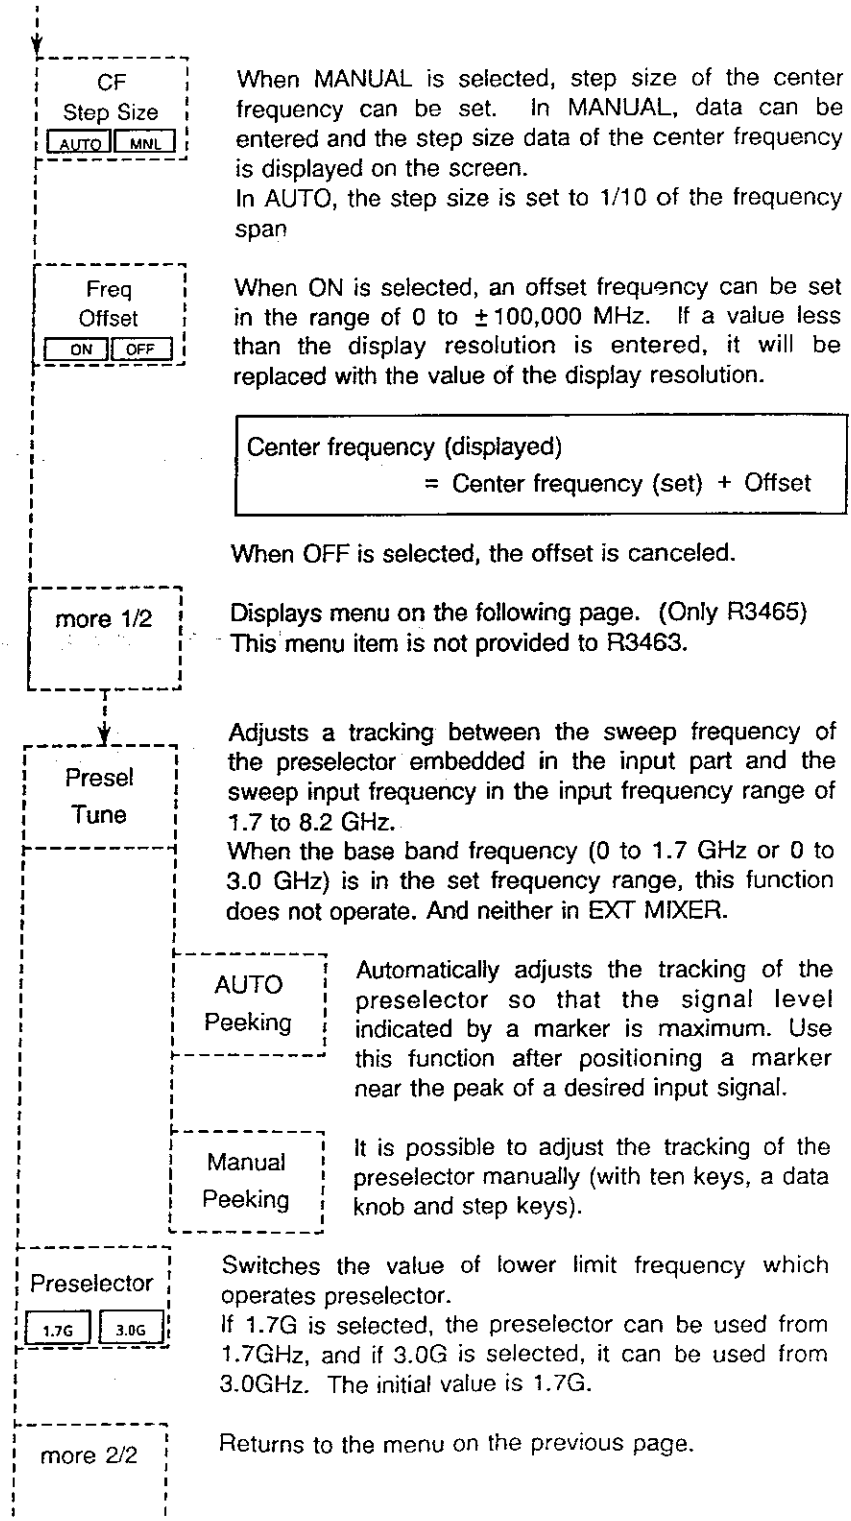 CF
Step Size
AUTO MNL
When MANUAL is selected, step size of the center
frequency can be set. In MANUAL, data can be
entered and the step size data of the center frequency
is displayed on the screen.
In AUTO, the step size is set to 1/10 of the frequency
span
Freq
Offset
ON OFF
When ON is selected, an offset frequency can be set
in the range of 0 to ±100,000 MHz. If a value less
than the display resolution is entered, it will be
replaced with the value of the display resolution.
Center frequency (displayed)
= Center frequency (set) + Offset
When OFF is selected, the offset is canceled.
more 1/2
Displays menu on the following page. (Only R3465)
This menu item is not provided to R3463.
Presel
Tune
Adjusts a tracking between the sweep frequency of
the preselector embedded in the input part and the
sweep input frequency in the input frequency range of
1.7 to 8.2 GHz.
When the base band frequency (0 to 1.7 GHz or 0 to
3.0 GHz) is in the set frequency range, this function
does not operate. And neither in EXT MIXER.
AUTO
Peeking
Automatically adjusts the tracking of the
preselector so that the signal level
indicated by a marker is maximum. Use
this function after positioning a marker
near the peak of a desired input signal.
Manual
Peeking
It is possible to adjust the tracking of the
preselector manually (with ten keys, a data
knob and step keys).
Preselector
1.7G 3.0G
Switches the value of lower limit frequency which
operates preselector.
If 1.7G is selected, the preselector can be used from
1.7GHz, and if 3.0G is selected, it can be used from
3.0GHz. The initial value is 1.7G.
more 2/2
Returns to the menu on the previous page.